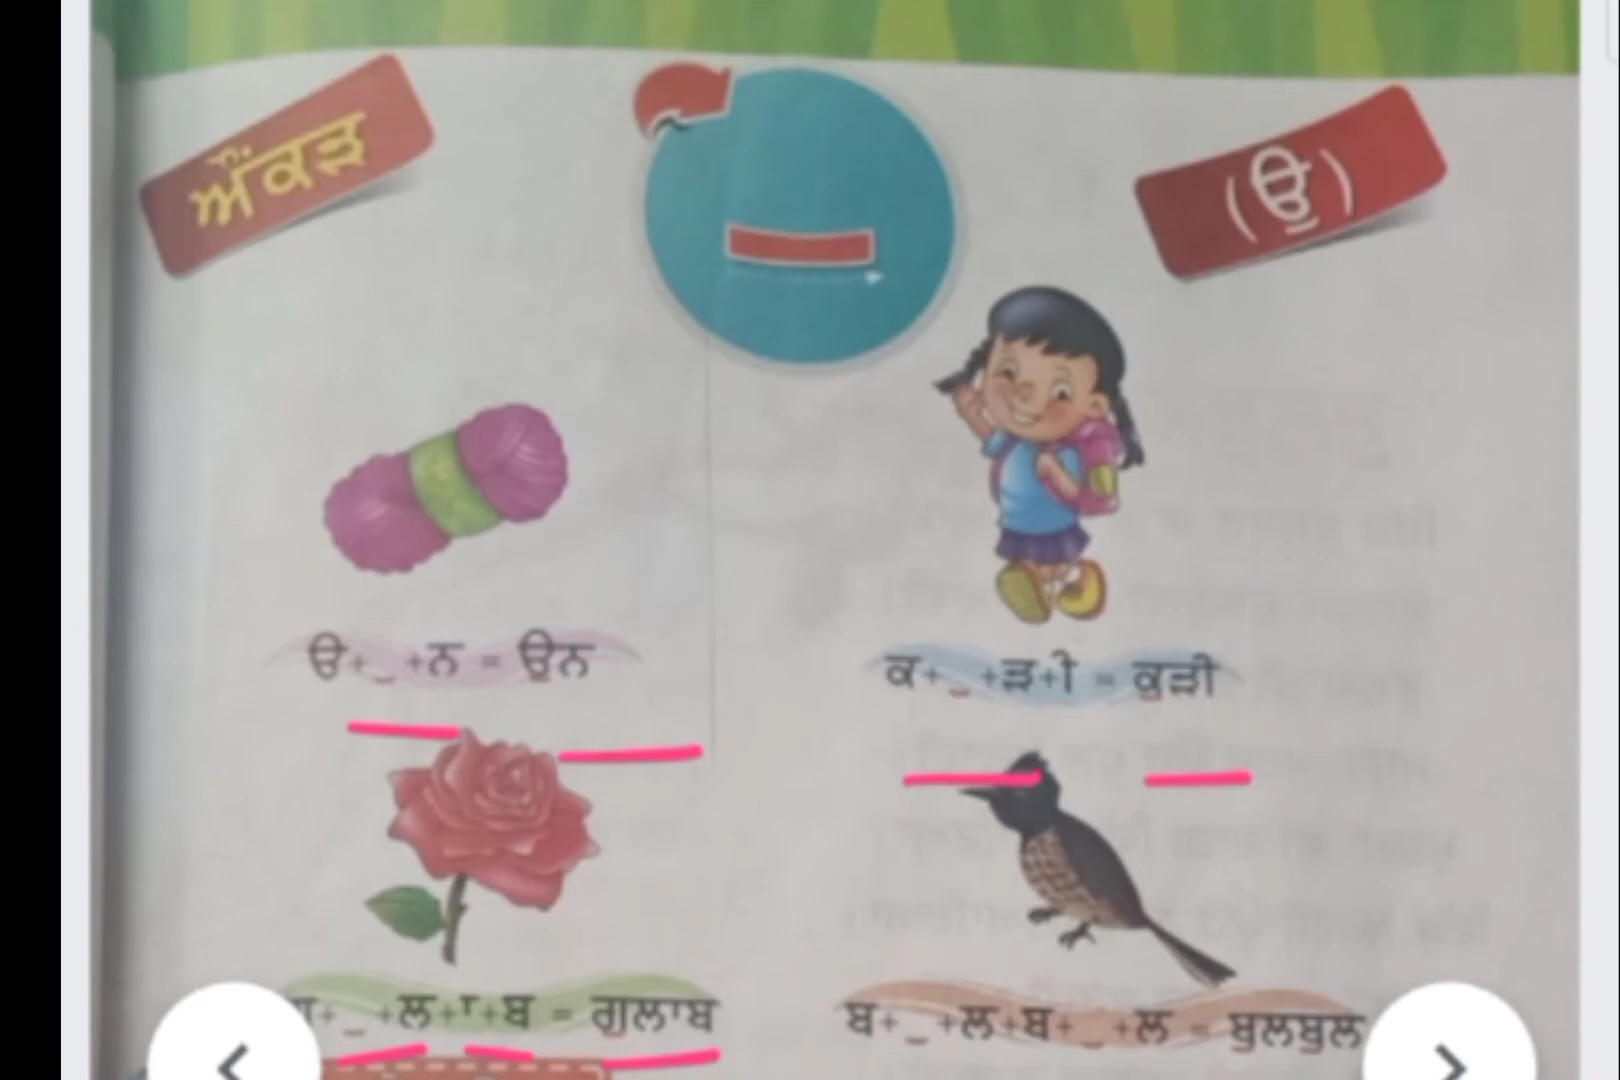 ਔਂਕੜ
(ੳੁ)
ੳ+_+ਨ = ਉਨ
ਕ+_+ੜ+ੀ = ਕੁੜੀ
+_+ਲ+ਾ+ਬ = ਗੁਲਾਬ
ਬ+_+ਲ+ਬ+_+ਲ = ਬੁਲਬੁਲ